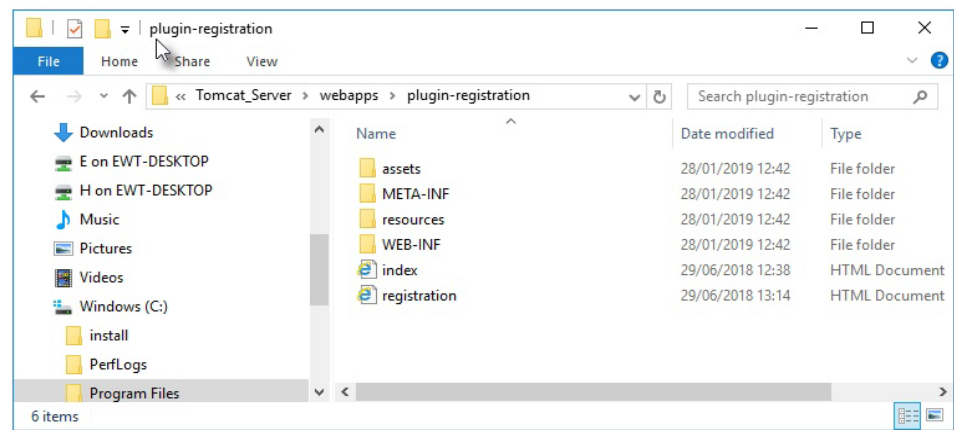 plugin-registration
File Home Share View
« Tomcat_Server > webapps > plugin-registration Search plugin-registration
Downloads
E on EWT-DESKTOP
H on EWT-DESKTOP
Music
Pictures
Videos
Windows (C:)
install
PerfLogs
Program Files
Name Date modified Type
assets 28/01/2019 12:42 File folder
META-INF 28/01/2019 12:42 File folder
resources 28/01/2019 12:42 File folder
WEB-INF 28/01/2019 12:42 File folder
index 29/06/2018 12:38 HTML Document
registration 29/06/2018 13:14 HTML Document
6 items